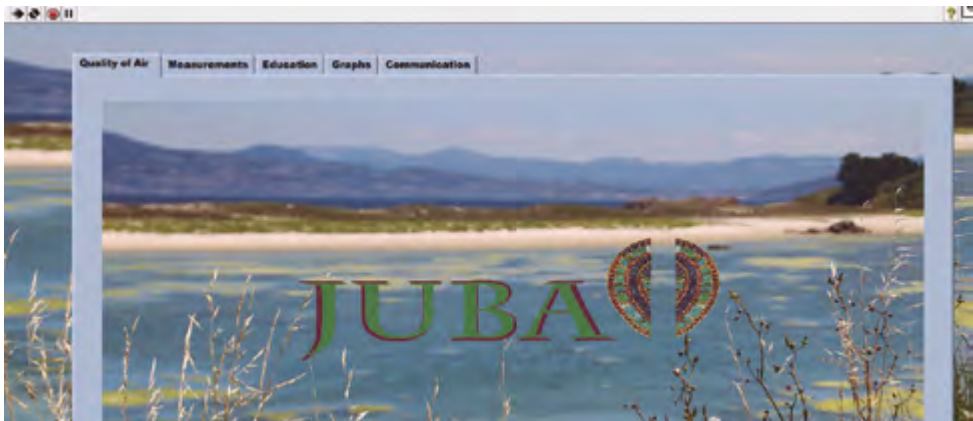 Quality of Air Measurements Education Graphs Communication
JUBA